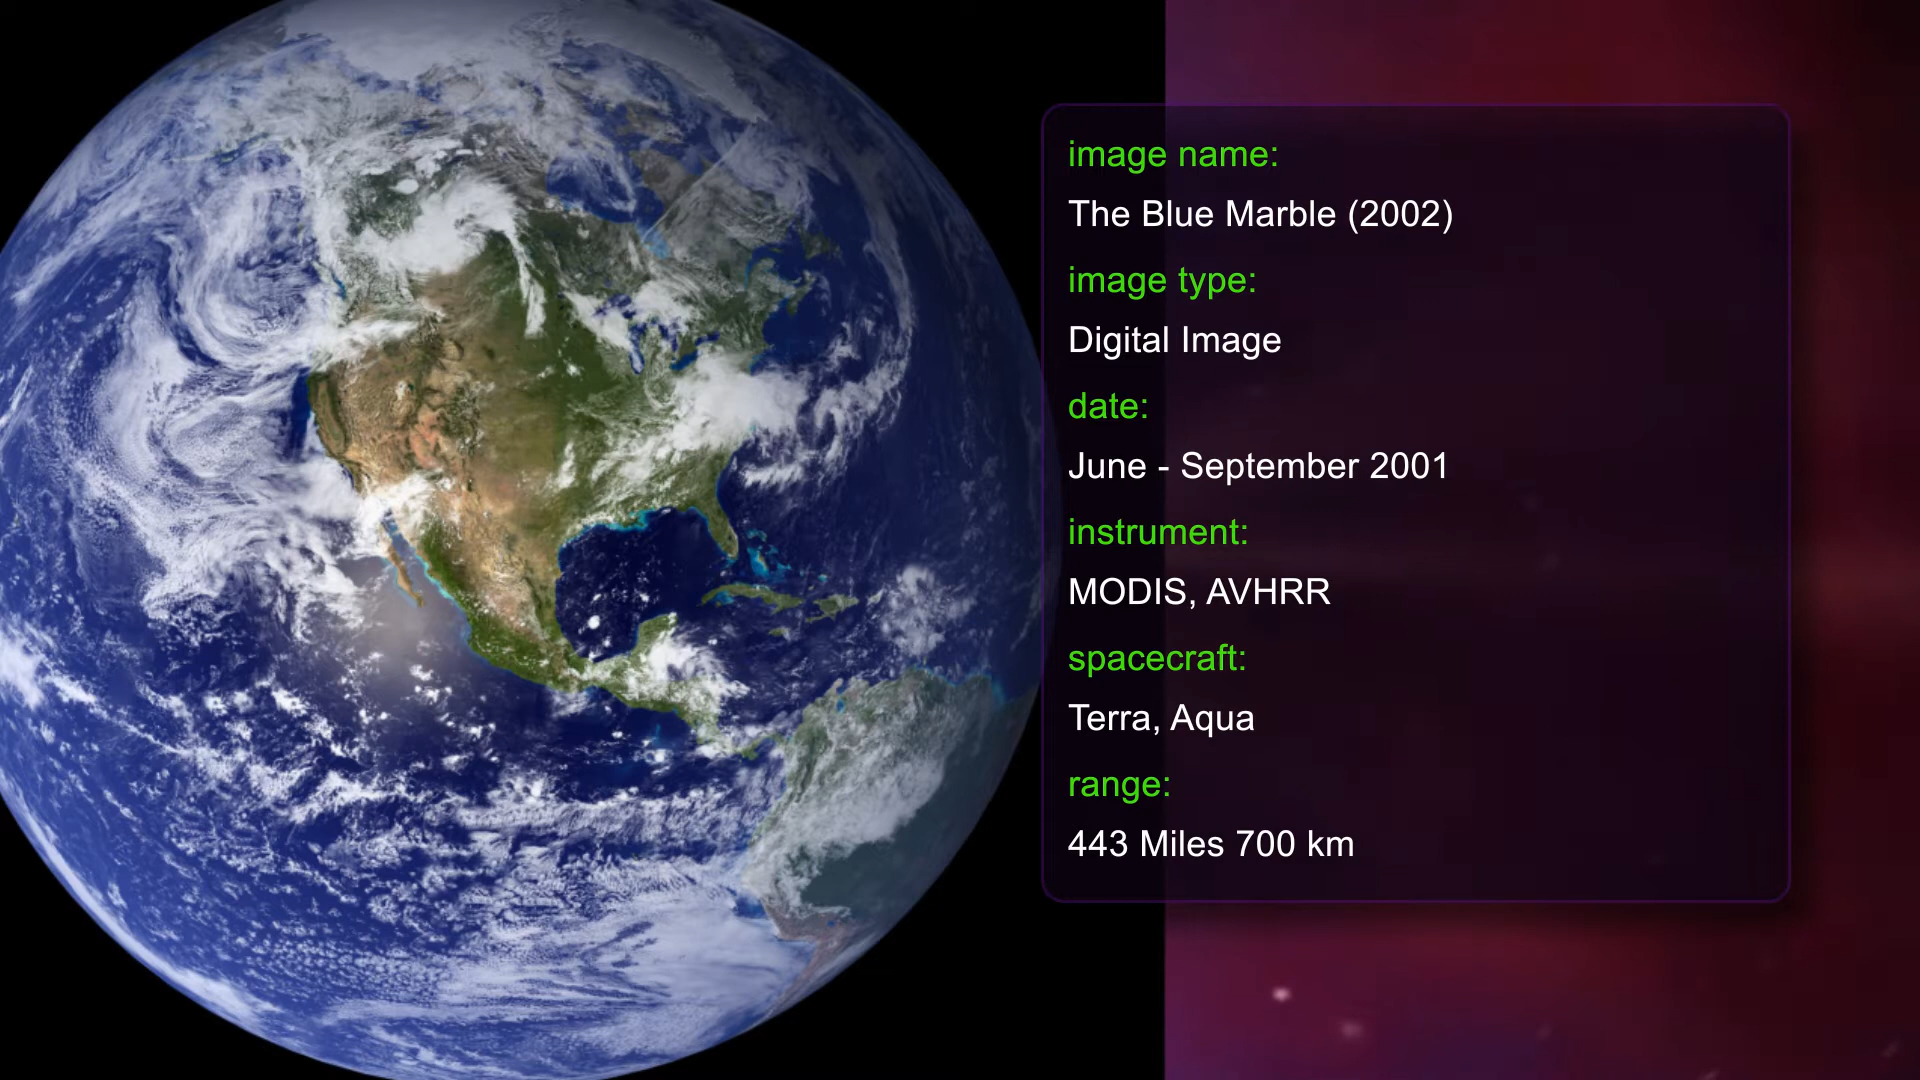 image name:
The Blue Marble (2002)
image type:
Digital Image
date:
June - September 2001
instrument:
MODIS, AVHRR
spacecraft:
Terra, Aqua
range:
443 Miles 700 km